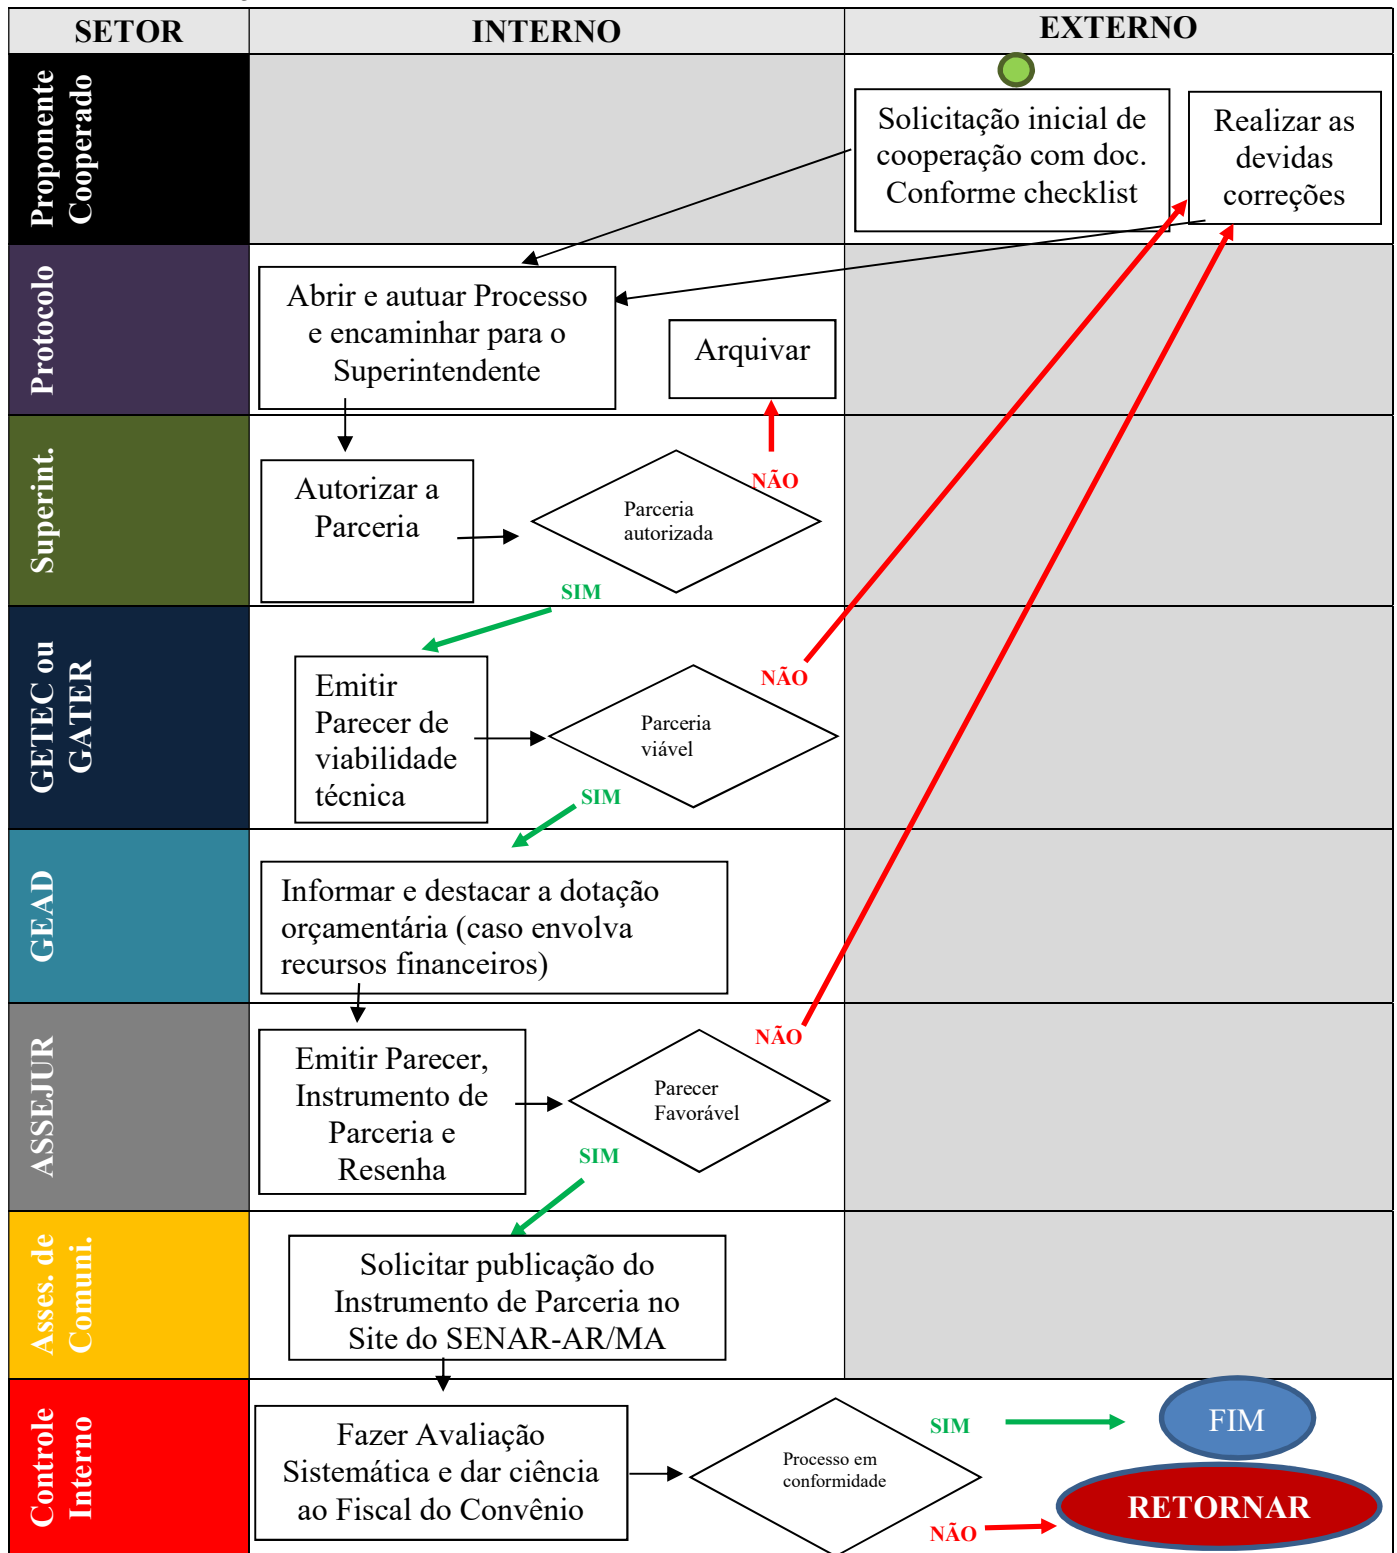 SETOR
INTERNO
EXTERNO
Proponente
Cooperado
Solicitação inicial de
cooperação com doc.
Conforme checklist
Realizar as
devidas
correções
Protocolo
Abrir e autuar Processo
e encaminhar para o
Superintendente
Arquivar
Superint.
Autorizar a
Parceria
Parceria
autorizada
NÃO
SIM
GETEC ou
GATER
Emitir
Parecer de
viabilidade
técnica
Parceria
viável
NÃO
SIM
GEAD
Informar e destacar a dotação
orçamentária (caso envolva
recursos financeiros)
ASSEJUR
Emitir Parecer,
Instrumento de
Parceria e
Resenha
Parecer
Favorável
NÃO
SIM
Asses. de
Comuni.
Solicitar publicação do
Instrumento de Parceria no
Site do SENAR-AR/MA
Controle
Interno
Fazer Avaliação
Sistemática e dar ciência
ao Fiscal do Convênio
Processo em
conformidade
SIM
FIM
NÃO
RETORNAR